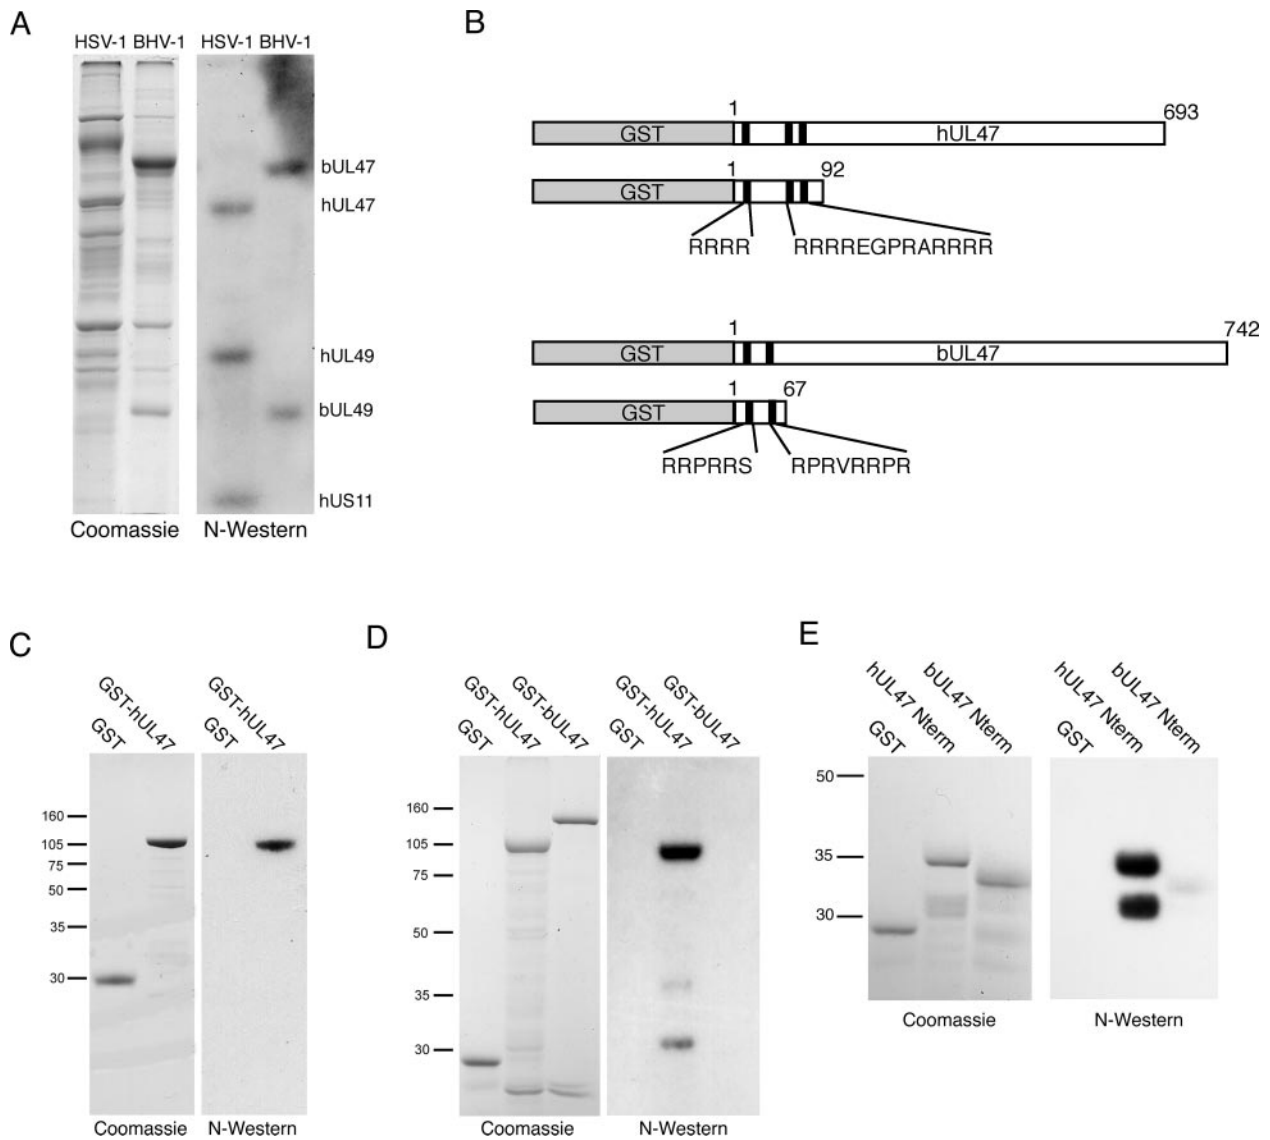 A
HSV-1 BHV-1 HSV-1 BHV-1
bUL47
hUL47
hUL49
bUL49
hUS11
Coomassie N-Western
B
1 693
GST hUL47
1 92
GST
RRRR RRRREGPRARRRR
1 742
GST bUL47
1 67
GST
RRPRRS RPRVRRPR
C
GST GST-hUL47 GST GST-hUL47
160
105
75
50
35
30
Coomassie N-Western
D
GST GST-hUL47 GST-bUL47 GST GST-hUL47 GST-bUL47
160
105
75
50
35
30
Coomassie N-Western
E
GST hUL47 Nterm bUL47 Nterm GST hUL47 Nterm bUL47 Nterm
50
35
30
Coomassie N-Western